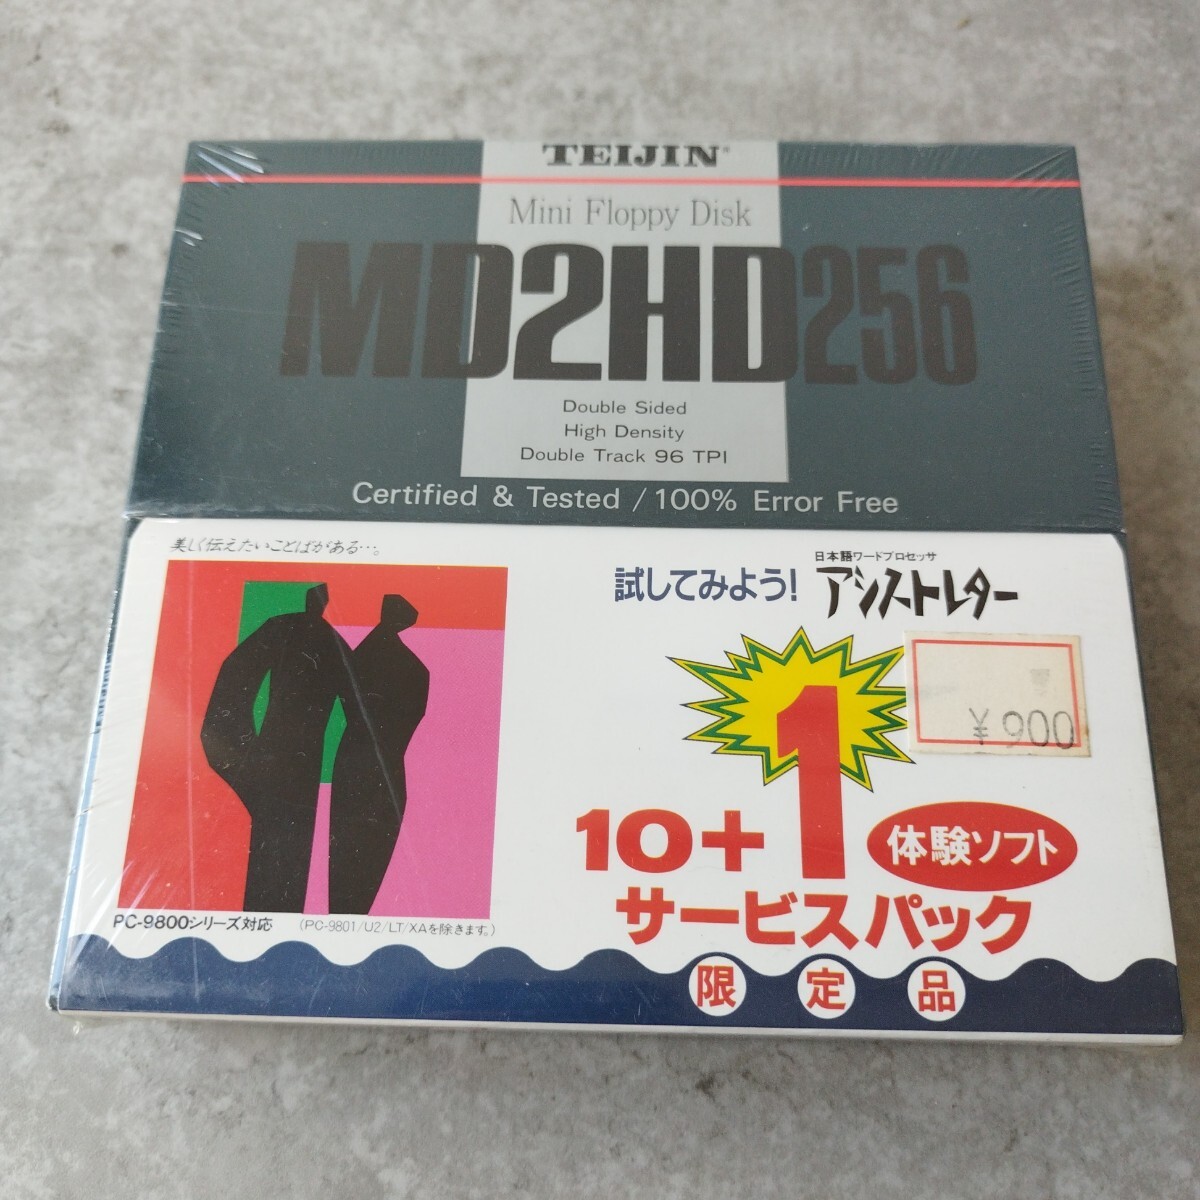 TEIJIN
Mini Floppy Disk
MD2HD256
Double Sided
High Density
Double Track 96 TPI
Certified & Tested / 100% Error Free
美しく伝えたいことばがある…。
試してみよう!
日本語ワードプロセッサ
アシストレター
¥900
10+1
体験ソフト
サービスパック
PC-9800シリーズ対応 (PC-9801/U2/LT/XAを除きます。)
限定品